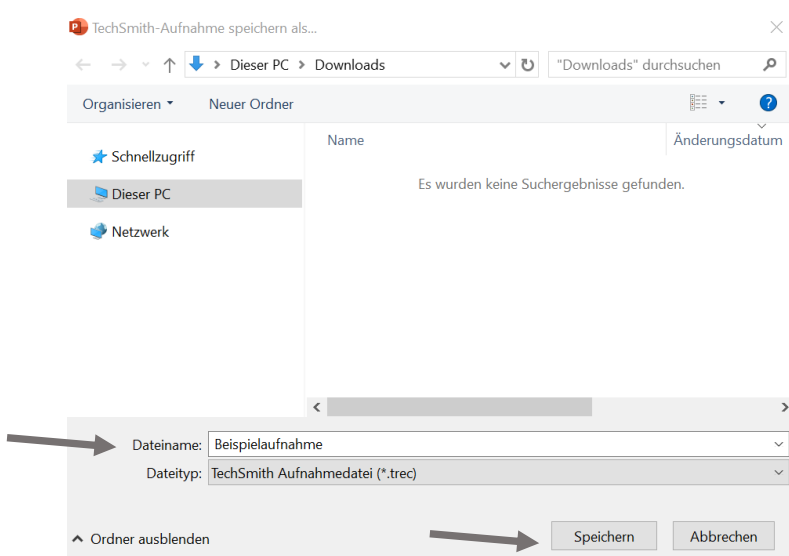 TechSmith-Aufnahme speichern als...
Dieser PC > Downloads
"Downloads" durchsuchen
Organisieren
Neuer Ordner
?
Name
Änderungsdatum
Schnellzugriff
Dieser PC
Netzwerk
Es wurden keine Suchergebnisse gefunden.
Dateiname: Beispielaufnahme
Dateityp: TechSmith Aufnahmedatei (*.trec)
Ordner ausblenden
Speichern
Abbrechen